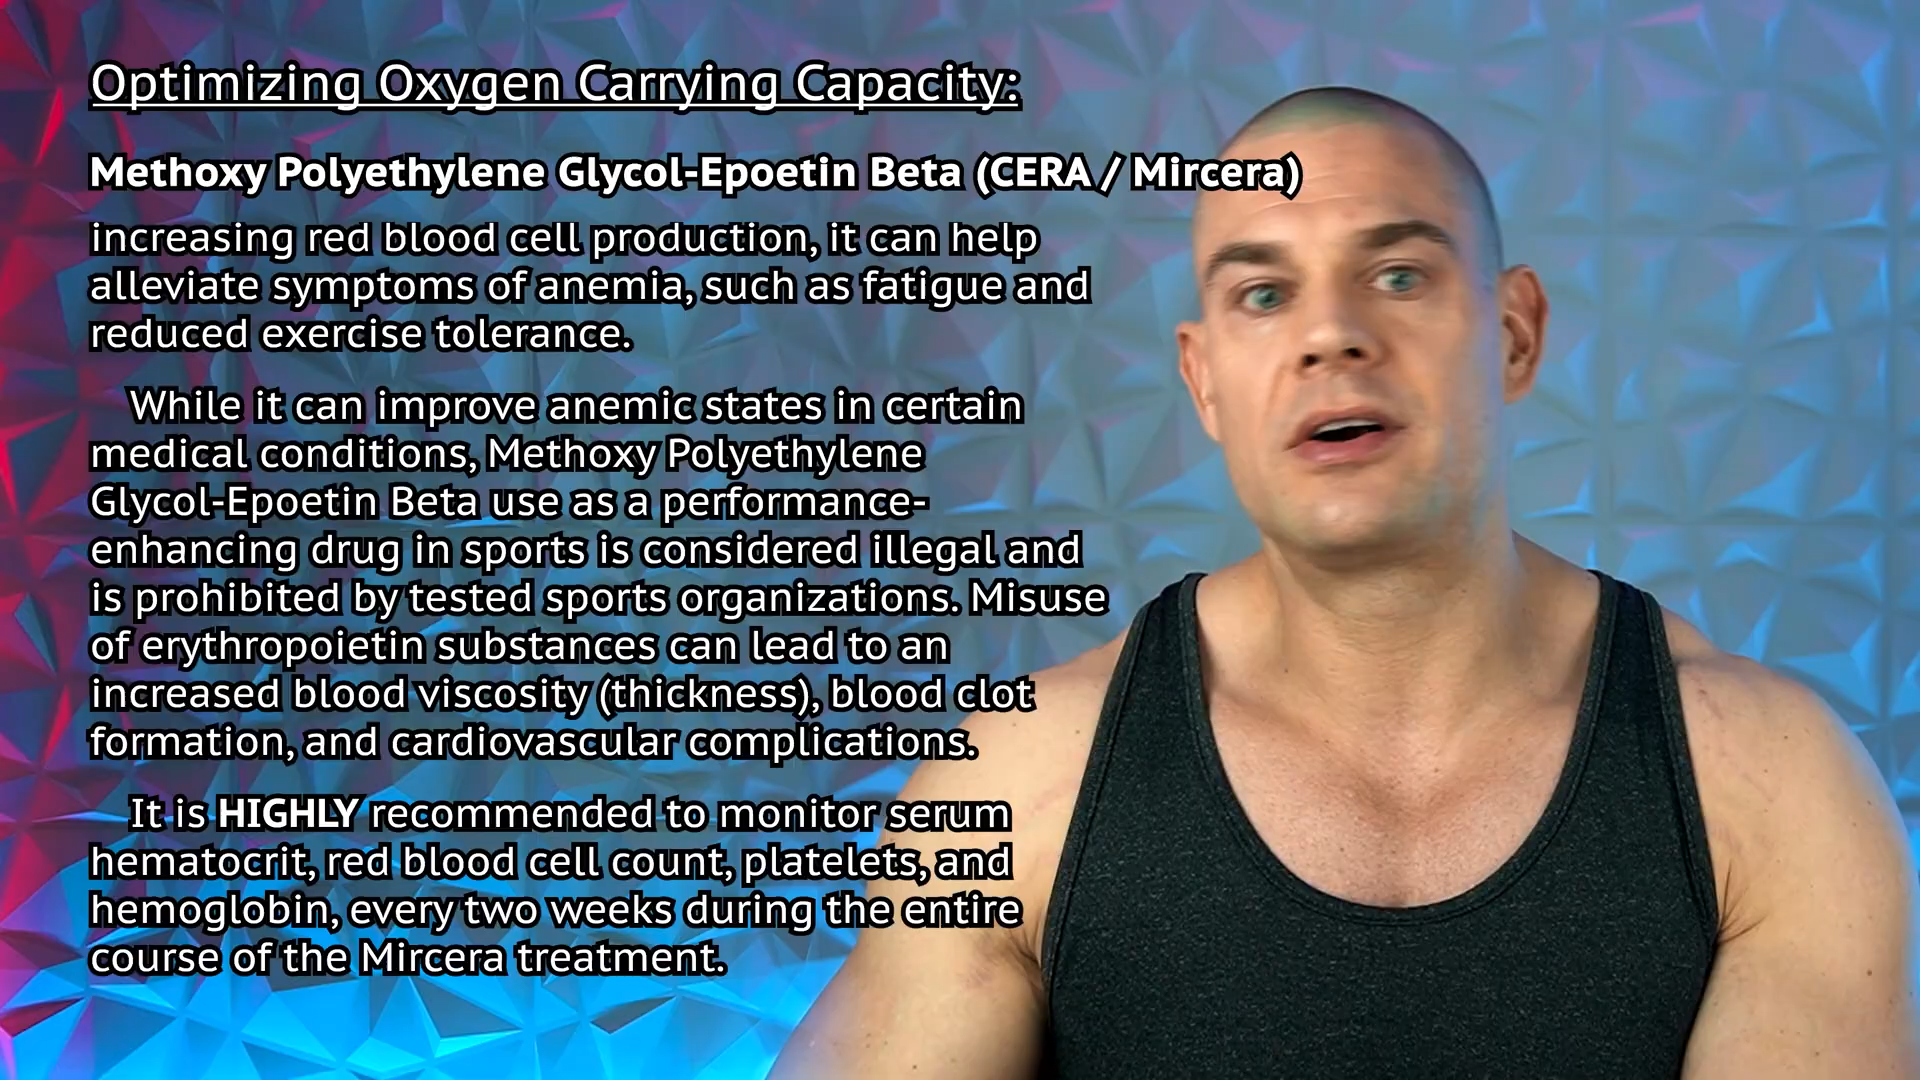 Optimizing Oxygen Carrying Capacity:
Methoxy Polyethylene Glycol-Epoetin Beta (CERA / Mircera)
increasing red blood cell production, it can help
alleviate symptoms of anemia, such as fatigue and
reduced exercise tolerance.
While it can improve anemic states in certain
medical conditions, Methoxy Polyethylene
Glycol-Epoetin Beta use as a performance-
enhancing drug in sports is considered illegal and
is prohibited by tested sports organizations. Misuse
of erythropoietin substances can lead to an
increased blood viscosity (thickness), blood clot
formation, and cardiovascular complications.
It is HIGHLY recommended to monitor serum
hematocrit, red blood cell count, platelets, and
hemoglobin, every two weeks during the entire
course of the Mircera treatment.